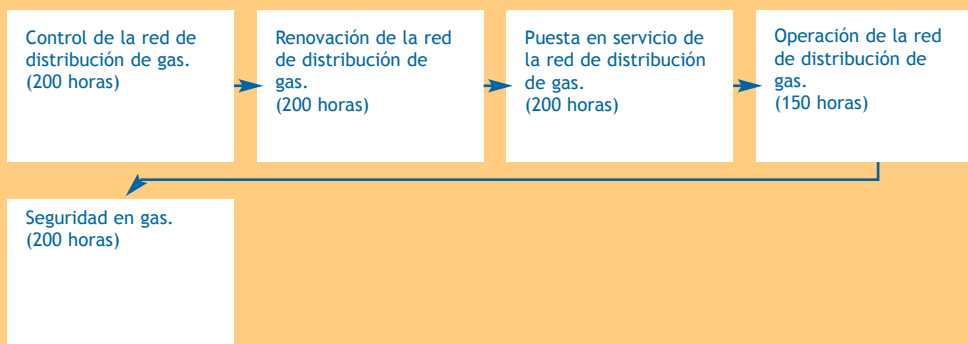 Control de la red de
distribución de gas.
(200 horas)
Renovación de la red
de distribución de
gas.
(200 horas)
Puesta en servicio de
la red de distribución
de gas.
(200 horas)
Operación de la red
de distribución de
gas.
(150 horas)
Seguridad en gas.
(200 horas)